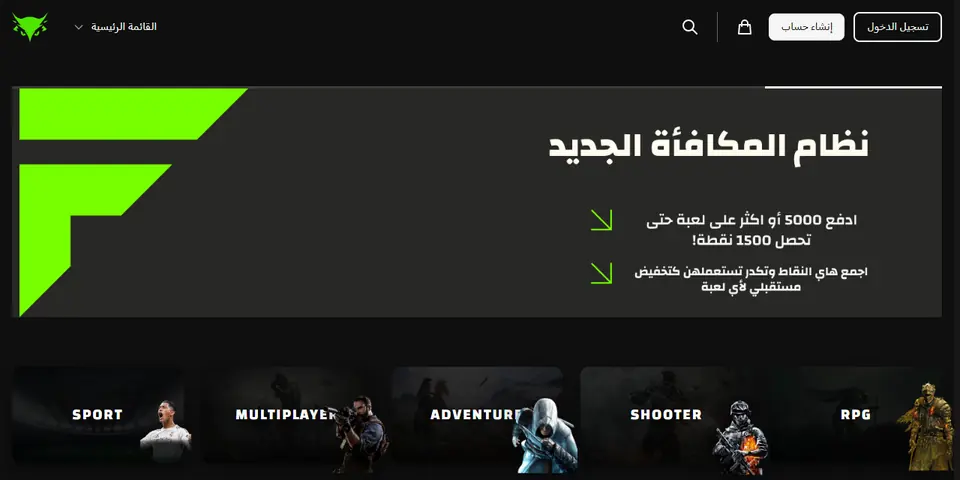 القائمة الرئيسية
إنشاء حساب
تسجيل الدخول
نظام المكافأة الجديد
ادفع 5000 أو اكثر على لعبة حتى
تحصل 1500 نقطة!
اجمع هاي النقاط وتكدر تستعملهن كتخفيض
مستقبلي لأي لعبة
SPORT
MULTIPLAYER
ADVENTURE
SHOOTER
RPG